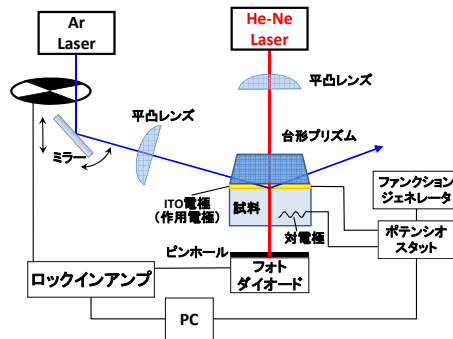 Ar
Laser
He-Ne
Laser
平凸レンズ
平凸レンズ
台形プリズム
ミラー
ITO電極
(作用電極)
試料
対電極
ファンクション
ジェネレータ
ポテンシオ
スタット
ピンホール
フォト
ダイオード
ロックインアンプ
PC